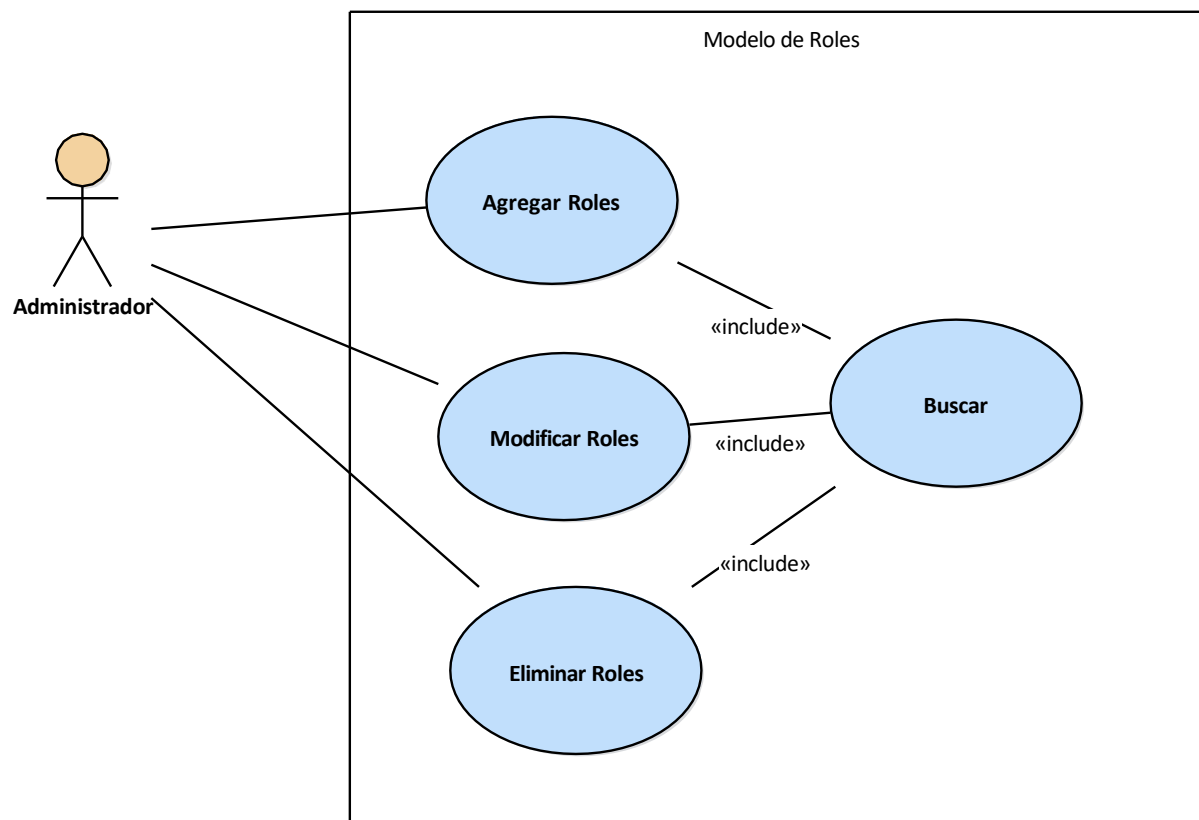 Modelo de Roles
Agregar Roles
Administrador
«include»
Buscar
Modificar Roles
«include»
«include»
Eliminar Roles